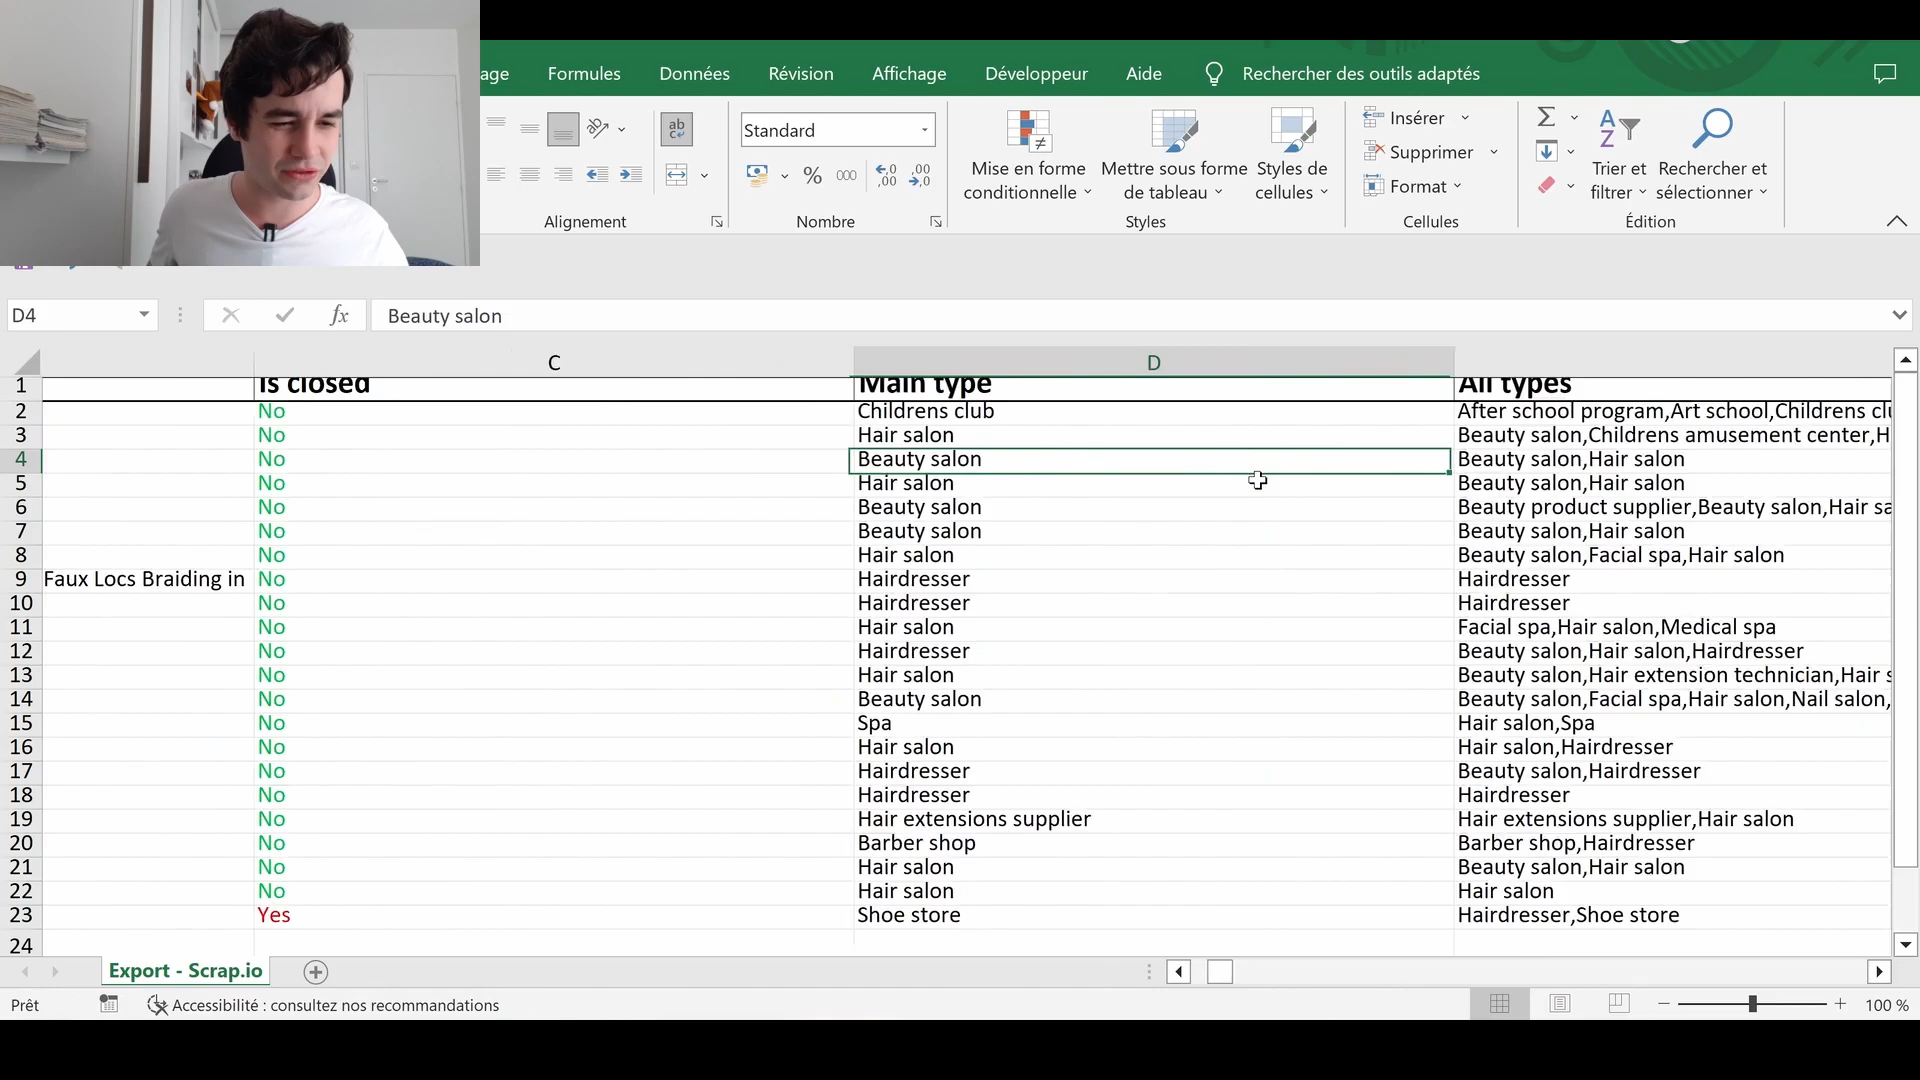 age Formules Données Révision Affichage Développeur Aide Rechercher des outils adaptés
ab
Standard
% 000 ,00
Mise en forme conditionnelle
Mettre sous forme de tableau
Styles de cellules
Insérer
Supprimer
Format
Σ
A
Z
Trier et filtrer
Rechercher et sélectionner
Alignement Nombre Styles Cellules Édition
D4 fx Beauty salon
C D
1 Is closed Main type All types
2 No Childrens club After school program,Art school,Childrens clu
3 No Hair salon Beauty salon,Childrens amusement center,H
4 No Beauty salon Beauty salon,Hair salon
5 No Hair salon Beauty salon,Hair salon
6 No Beauty salon Beauty product supplier,Beauty salon,Hair sa
7 No Beauty salon Beauty salon,Hair salon
8 No Hair salon Beauty salon,Facial spa,Hair salon
9 Faux Locs Braiding in No Hairdresser Hairdresser
10 No Hairdresser Hairdresser
11 No Hair salon Facial spa,Hair salon,Medical spa
12 No Hairdresser Beauty salon,Hair salon,Hairdresser
13 No Hair salon Beauty salon,Hair extension technician,Hair s
14 No Beauty salon Beauty salon,Facial spa,Hair salon,Nail salon,
15 No Spa Hair salon,Spa
16 No Hair salon Hair salon,Hairdresser
17 No Hairdresser Beauty salon,Hairdresser
18 No Hairdresser Hairdresser
19 No Hair extensions supplier Hair extensions supplier,Hair salon
20 No Barber shop Barber shop,Hairdresser
21 No Hair salon Beauty salon,Hair salon
22 No Hair salon Hair salon
23 Yes Shoe store Hairdresser,Shoe store
24
Export - Scrap.io
Prêt Accessibilité : consultez nos recommandations 100 %